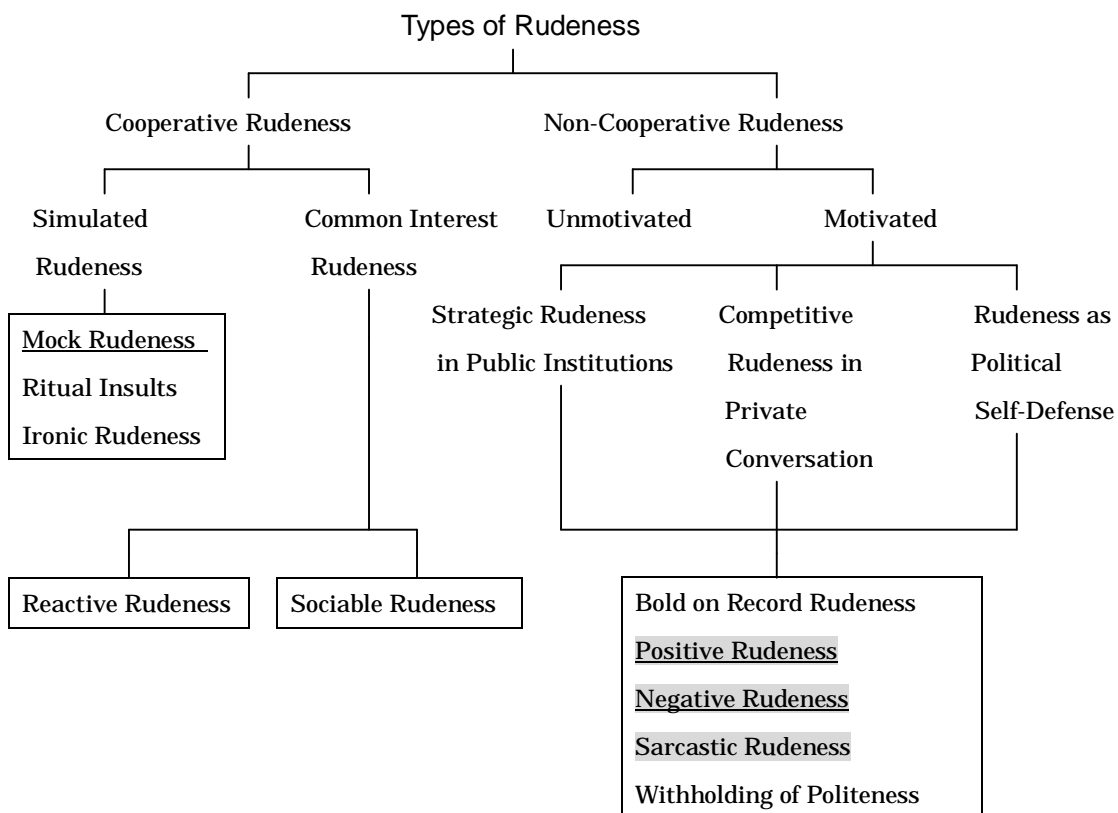 Types of Rudeness
Cooperative Rudeness
Non-Cooperative Rudeness
Simulated
Rudeness
Common Interest
Rudeness
Unmotivated
Motivated
Mock Rudeness
Ritual Insults
Ironic Rudeness
Strategic Rudeness
in Public Institutions
Competitive
Rudeness in
Private
Conversation
Rudeness as
Political
Self-Defense
Reactive Rudeness
Sociable Rudeness
Bold on Record Rudeness
Positive Rudeness
Negative Rudeness
Sarcastic Rudeness
Withholding of Politeness